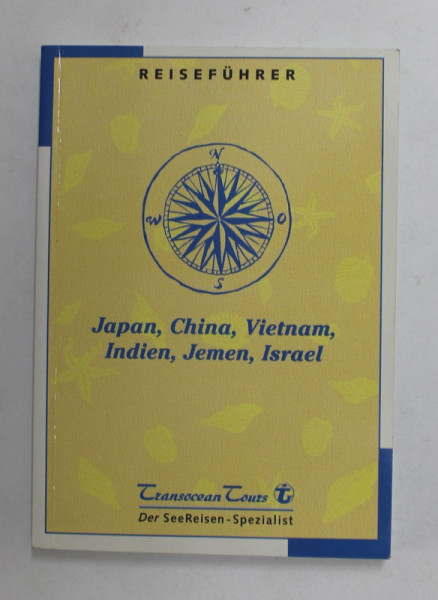 REISEFÜHRER
N
W O
S
Japan, China, Vietnam,
Indien, Jemen, Israel
Transocean Tours
Der SeeReisen-Spezialist